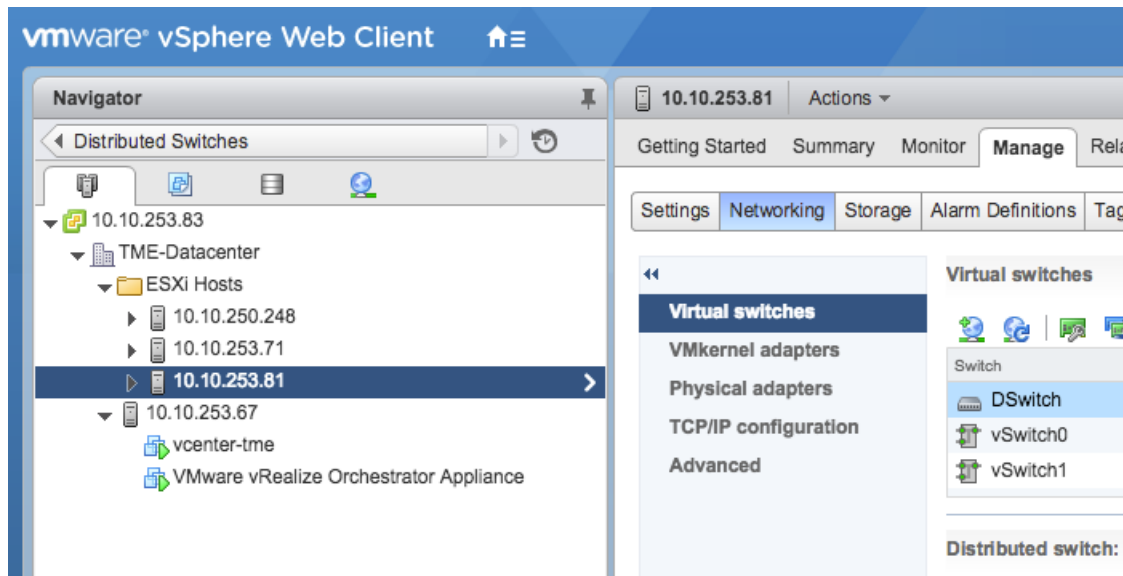 vmware® vSphere Web Client
Navigator
Distributed Switches
10.10.253.83
TME-Datacenter
ESXi Hosts
10.10.250.248
10.10.253.71
10.10.253.81
10.10.253.67
vcenter-tme
VMware vRealize Orchestrator Appliance
10.10.253.81 Actions
Getting Started Summary Monitor Manage
Settings Networking Storage Alarm Definitions
Virtual switches
VMkernel adapters
Physical adapters
TCP/IP configuration
Advanced
Virtual switches
Switch
DSwitch
vSwitch0
vSwitch1
Distributed switch: